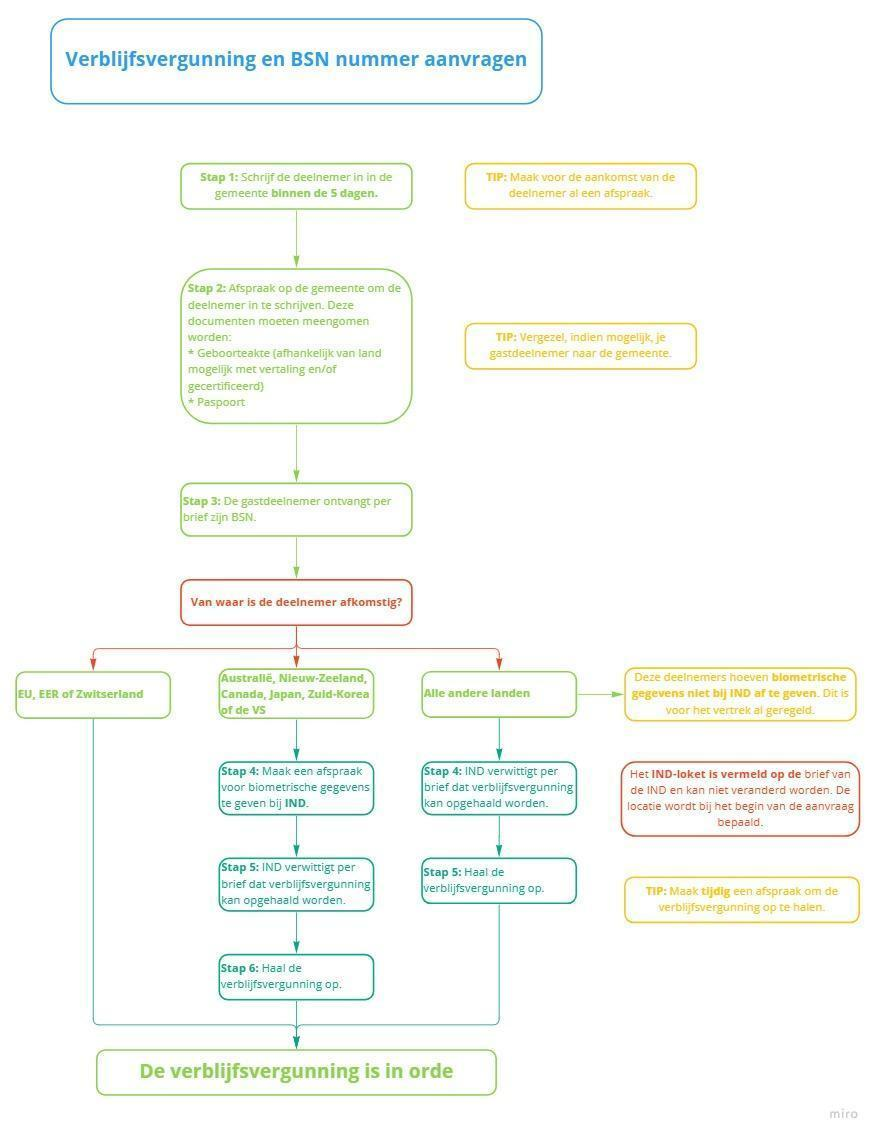 Verblijfsvergunning en BSN nummer aanvragen
Stap 1: Schrijf de deelnemer in in de
gemeente binnen de 5 dagen.
TIP: Maak voor de aankomst van de
deelnemer al een afspraak.
Stap 2: Afspraak op de gemeente om de
deelnemer in te schrijven. Deze
documenten moeten meengomen
worden:
* Geboorteakte (afhankelijk van land
mogelijk met vertaling en/of
gecertificeerd)
* Paspoort
TIP: Vergezel, indien mogelijk, je
gastdeelnemer naar de gemeente.
Stap 3: De gastdeelnemer ontvangt per
brief zijn BSN.
Van waar is de deelnemer afkomstig?
EU, EER of Zwitserland
Australië, Nieuw-Zeeland,
Canada, Japan, Zuid-Korea
of de VS
Alle andere landen
Deze deelnemers hoeven biometrische
gegevens niet bij IND af te geven. Dit is
voor het vertrek al geregeld.
Stap 4: Maak een afspraak
voor biometrische gegevens
te geven bij IND.
Stap 4: IND verwittigt per
brief dat verblijfsvergunning
kan opgehaald worden.
Het IND-loket is vermeld op de brief van
de IND en kan niet veranderd worden. De
locatie wordt bij het begin van de aanvraag
bepaald.
Stap 5: IND verwittigt per
brief dat verblijfsvergunning
kan opgehaald worden.
Stap 5: Haal de
verblijfsvergunning op.
TIP: Maak tijdig een afspraak om de
verblijfsvergunning op te halen.
Stap 6: Haal de
verblijfsvergunning op.
De verblijfsvergunning is in orde
miro